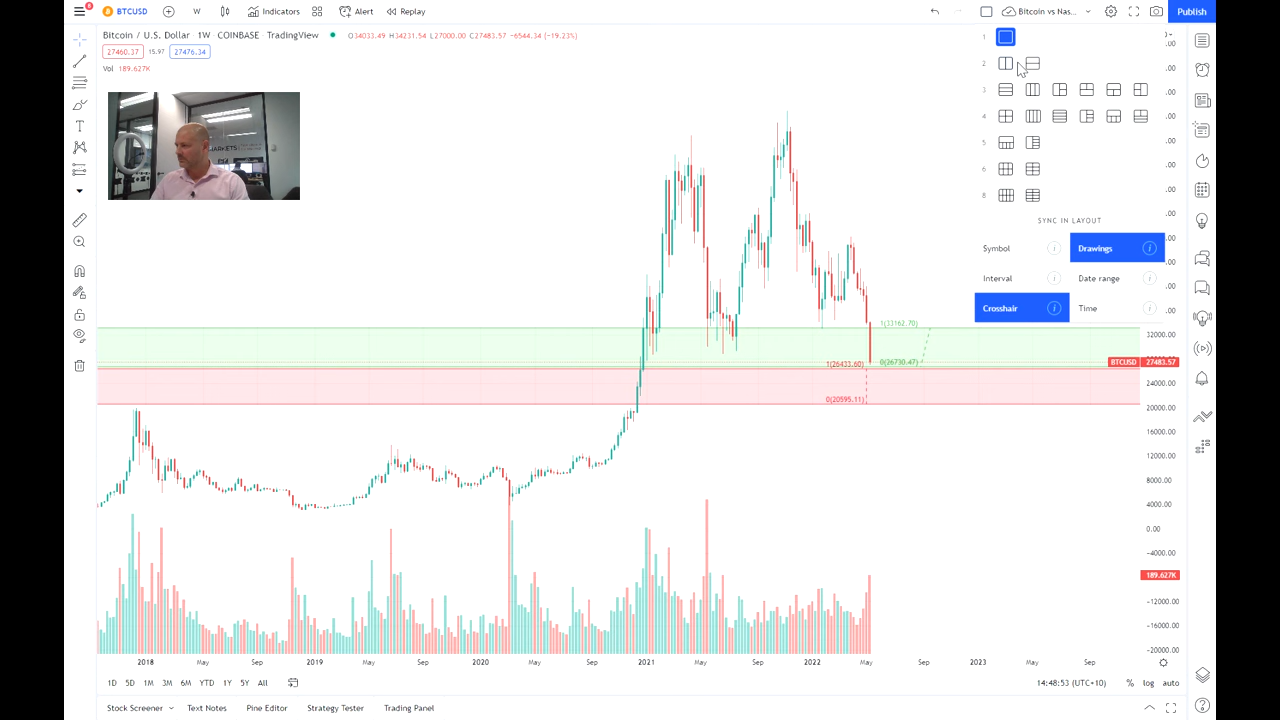 8
BTCUSD
W
Indicators
Alert
Replay
Bitcoin vs Nas...
Publish
Bitcoin / U.S. Dollar · 1W · COINBASE · TradingView
O34033.49 H34231.54 L27000.00 C27483.57 −6544.34 (−19.23%)
27460.37 15.97 27476.34
Vol 189.627K
MARKETS
1
2
3
4
5
6
8
SYNC IN LAYOUT
Symbol
Drawings
Interval
Date range
Crosshair
Time
1(33162.70)
0(26730.47)
1(26433.60)
0(20595.11)
32000.00
BTCUSD 27483.57
24000.00
20000.00
16000.00
12000.00
8000.00
4000.00
0.00
−4000.00
189.627K
−12000.00
−16000.00
−20000.00
2018 May Sep 2019 May Sep 2020 May Sep 2021 May Sep 2022 May Sep 2023 May Sep
1D 5D 1M 3M 6M YTD 1Y 5Y All
14:48:53 (UTC+10) % log auto
Stock Screener Text Notes Pine Editor Strategy Tester Trading Panel